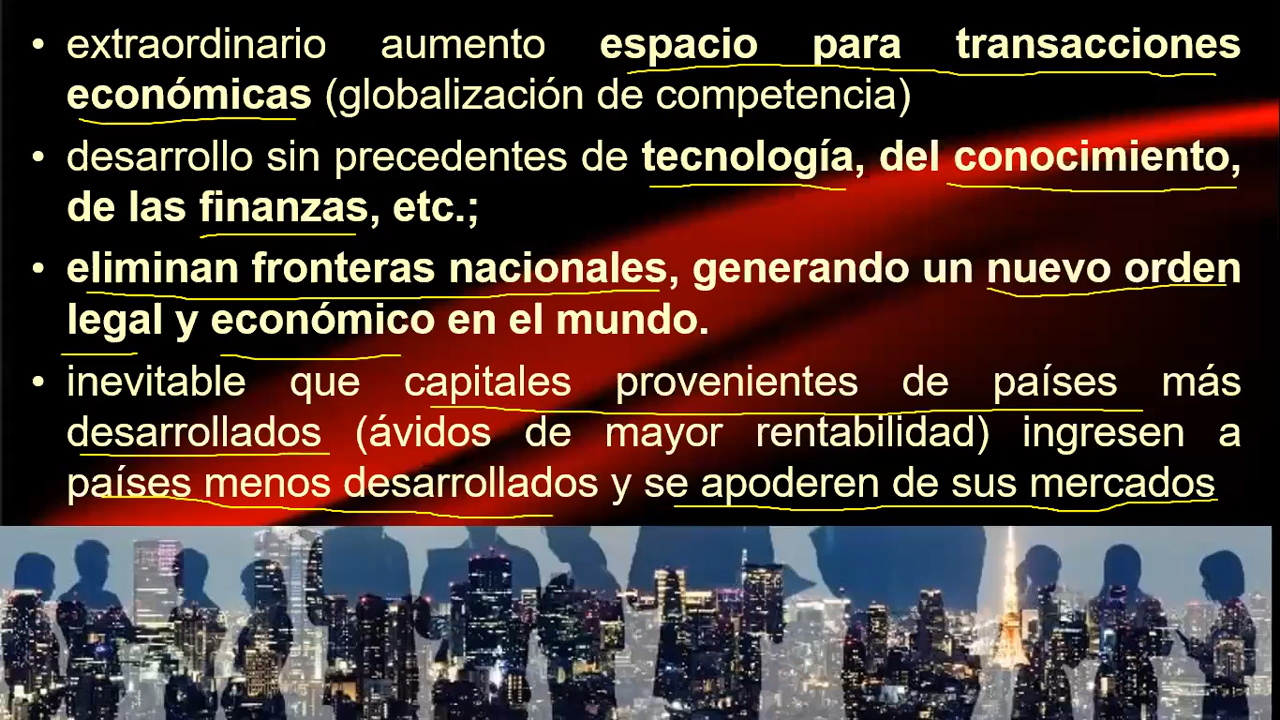 • extraordinario aumento espacio para transacciones
económicas (globalización de competencia)
• desarrollo sin precedentes de tecnología, del conocimiento,
de las finanzas, etc.;
• eliminan fronteras nacionales, generando un nuevo orden
legal y económico en el mundo.
• inevitable que capitales provenientes de países más
desarrollados (ávidos de mayor rentabilidad) ingresen a
países menos desarrollados y se apoderen de sus mercados